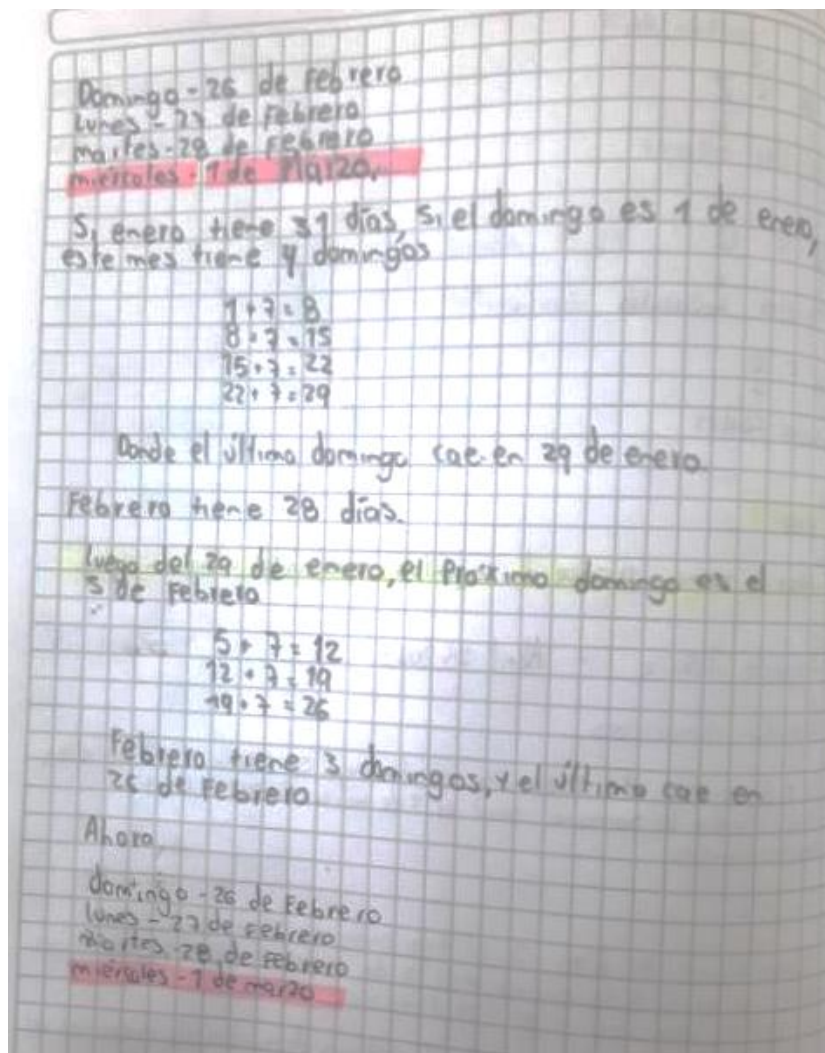 Domingo - 26 de febrero
lunes - 27 de Febrero
martes - 28 de Febrero
miércoles - 1 de Marzo,
Si enero tiene 31 días, si el domingo es 1 de enero,
este mes tiene 4 domingos
1 + 7 = 8
8 + 7 = 15
15 + 7 = 22
22 + 7 = 29
Donde el último domingo cae en 29 de enero
Febrero tiene 28 días.
luego del 29 de enero, el Próximo domingo es el
5 de Febrero
5 + 7 = 12
12 + 7 = 19
19 + 7 = 26
Febrero tiene 3 domingos, y el último cae en
26 de Febrero
Ahora
domingo - 26 de Febrero
lunes - 27 de Febrero
martes - 28 de Febrero
miércoles - 1 de marzo